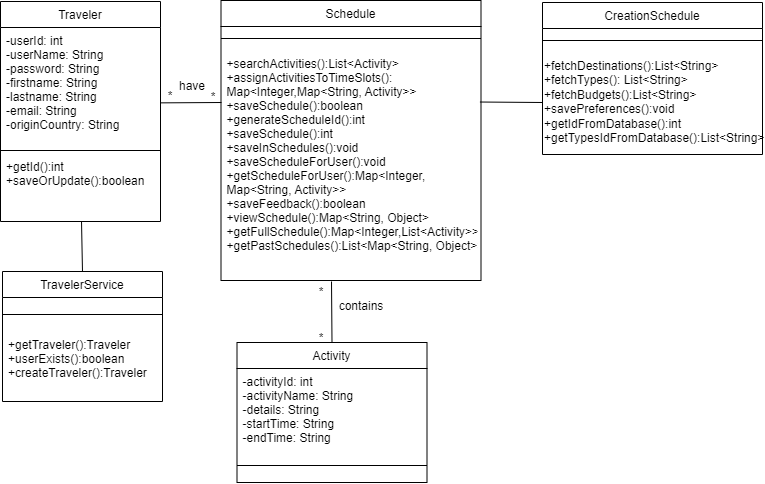 Traveler
-userId: int
-userName: String
-password: String
-firstname: String
-lastname: String
-email: String
-originCountry: String
+getId():int
+saveOrUpdate():boolean
have
*
*
Schedule
+searchActivities():List<Activity>
+assignActivitiesToTimeSlots():
Map<Integer,Map<String, Activity>>
+saveSchedule():boolean
+generateScheduleId():int
+saveSchedule():int
+saveInSchedules():void
+saveScheduleForUser():void
+getScheduleForUser():Map<Integer,
Map<String, Activity>>
+saveFeedback():boolean
+viewSchedule():Map<String, Object>
+getFullSchedule():Map<Integer,List<Activity>>
+getPastSchedules():List<Map<String, Object>
CreationSchedule
+fetchDestinations():List<String>
+fetchTypes(): List<String>
+fetchBudgets():List<String>
+savePreferences():void
+getIdFromDatabase():int
+getTypesIdFromDatabase():List<String>
TravelerService
+getTraveler():Traveler
+userExists():boolean
+createTraveler():Traveler
*
contains
*
Activity
-activityId: int
-activityName: String
-details: String
-startTime: String
-endTime: String